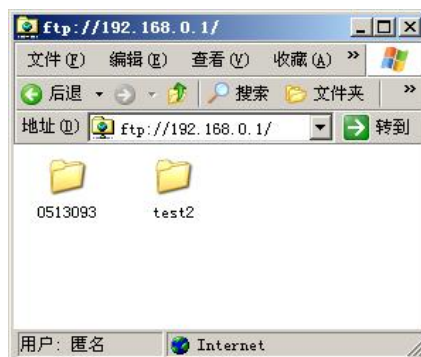 ftp://192.168.0.1/
文件(F) 编辑(E) 查看(V) 收藏(A) »
后退 搜索 文件夹 »
地址(D) ftp://192.168.0.1/ 转到
0513093 test2
用户: 匿名 Internet